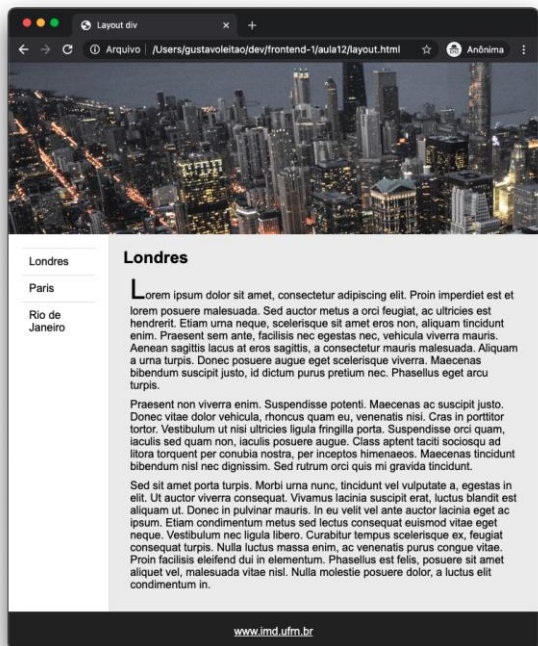 Layout div
Arquivo | /Users/gustavoleitao/dev/frontend-1/aula12/layout.html
Anônima
Londres
Paris
Rio de
Janeiro
Londres
Lorem ipsum dolor sit amet, consectetur adipiscing elit. Proin imperdiet est et
lorem posuere malesuada. Sed auctor metus a orci feugiat, ac ultricies est
hendrerit. Etiam urna neque, scelerisque sit amet eros non, aliquam tincidunt
enim. Praesent sem ante, facilisis nec egestas nec, vehicula viverra mauris.
Aenean sagittis lacus at eros sagittis, a consectetur mauris malesuada. Aliquam
a urna turpis. Donec posuere augue eget scelerisque viverra. Maecenas
bibendum suscipit justo, id dictum purus pretium nec. Phasellus eget arcu
turpis.
Praesent non viverra enim. Suspendisse potenti. Maecenas ac suscipit justo.
Donec vitae dolor vehicula, rhoncus quam eu, venenatis nisi. Cras in porttitor
tortor. Vestibulum ut nisi ultricies ligula fringilla porta. Suspendisse orci quam,
iaculis sed quam non, iaculis posuere augue. Class aptent taciti sociosqu ad
litora torquent per conubia nostra, per inceptos himenaeos. Maecenas tincidunt
bibendum nisl nec dignissim. Sed rutrum orci quis mi gravida tincidunt.
Sed sit amet porta turpis. Morbi urna nunc, tincidunt vel vulputate a, egestas in
elit. Ut auctor viverra consequat. Vivamus lacinia suscipit erat, luctus blandit est
aliquam ut. Donec in pulvinar mauris. In eu velit vel ante auctor lacinia eget ac
ipsum. Etiam condimentum metus sed lectus consequat euismod vitae eget
neque. Vestibulum nec ligula libero. Curabitur tempus scelerisque ex, feugiat
consequat turpis. Nulla luctus massa enim, ac venenatis purus congue vitae.
Proin facilisis eleifend dui in elementum. Phasellus est felis, posuere sit amet
aliquet vel, malesuada vitae nisl. Nulla molestie posuere dolor, a luctus elit
condimentum in.
www.imd.ufrn.br